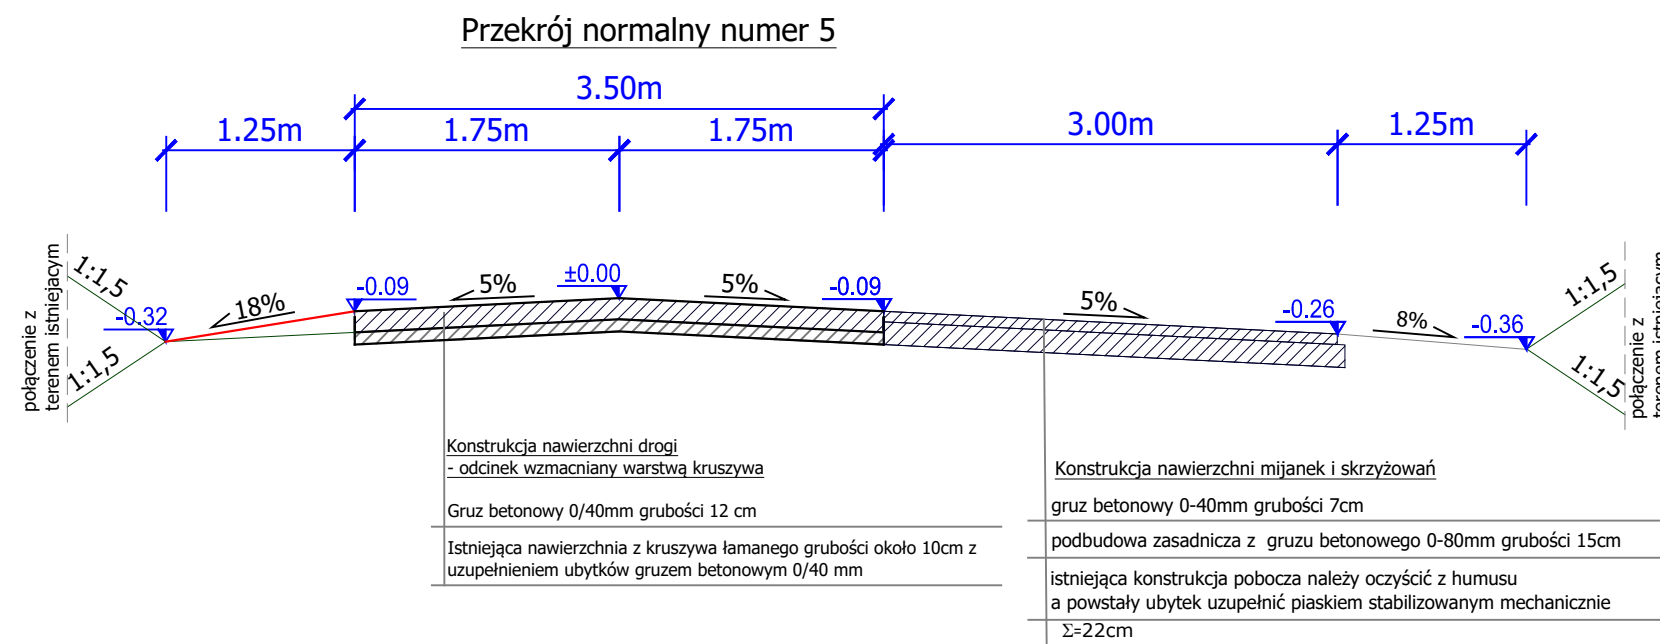 Przekrój normalny numer 5
3.50m
1.25m
1.75m
1.75m
3.00m
1.25m
połączenie z
terenem istniejacym
1:1,5
1:1,5
-0.32
18%
-0.09
5%
±0.00
5%
-0.09
5%
-0.26
8%
-0.36
1:1,5
1:1,5
połączenie z
terenem istniejacym
Konstrukcja nawierzchni drogi
- odcinek wzmacniany warstwą kruszywa
Gruz betonowy 0/40mm grubości 12 cm
Istniejąca nawierzchnia z kruszywa łamanego grubości około 10cm z
uzupełnieniem ubytków gruzem betonowym 0/40 mm
Konstrukcja nawierzchni mijanek i skrzyżowań
gruz betonowy 0-40mm grubości 7cm
podbudowa zasadnicza z gruzu betonowego 0-80mm grubości 15cm
istniejąca konstrukcja pobocza należy oczyścić z humusu
a powstały ubytek uzupełnić piaskiem stabilizowanym mechanicznie
Σ=22cm